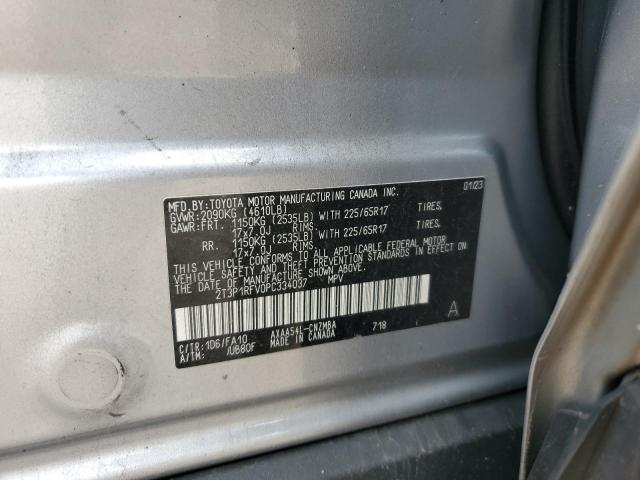 MFD.BY:TOYOTA MOTOR MANUFACTURING CANADA INC. 01/23
GVWR:2090KG (4610LB)
GAWR:FRT. 1150KG (2535LB) WITH 225/65R17 TIRES,
17x7.0J RIMS,
RR. 1150KG (2535LB) WITH 225/65R17 TIRES,
17x7.0J RIMS.
THIS VEHICLE CONFORMS TO ALL APPLICABLE FEDERAL MOTOR
VEHICLE SAFETY AND THEFT PREVENTION STANDARDS IN EFFECT ON
THE DATE OF MANUFACTURE SHOWN ABOVE.
2T3P1RFV0PC334037 MPV
A
C/TR:1D6/FA10 AXAA54L-CNZMBA 718
A/TM: /UB80F MADE IN CANADA